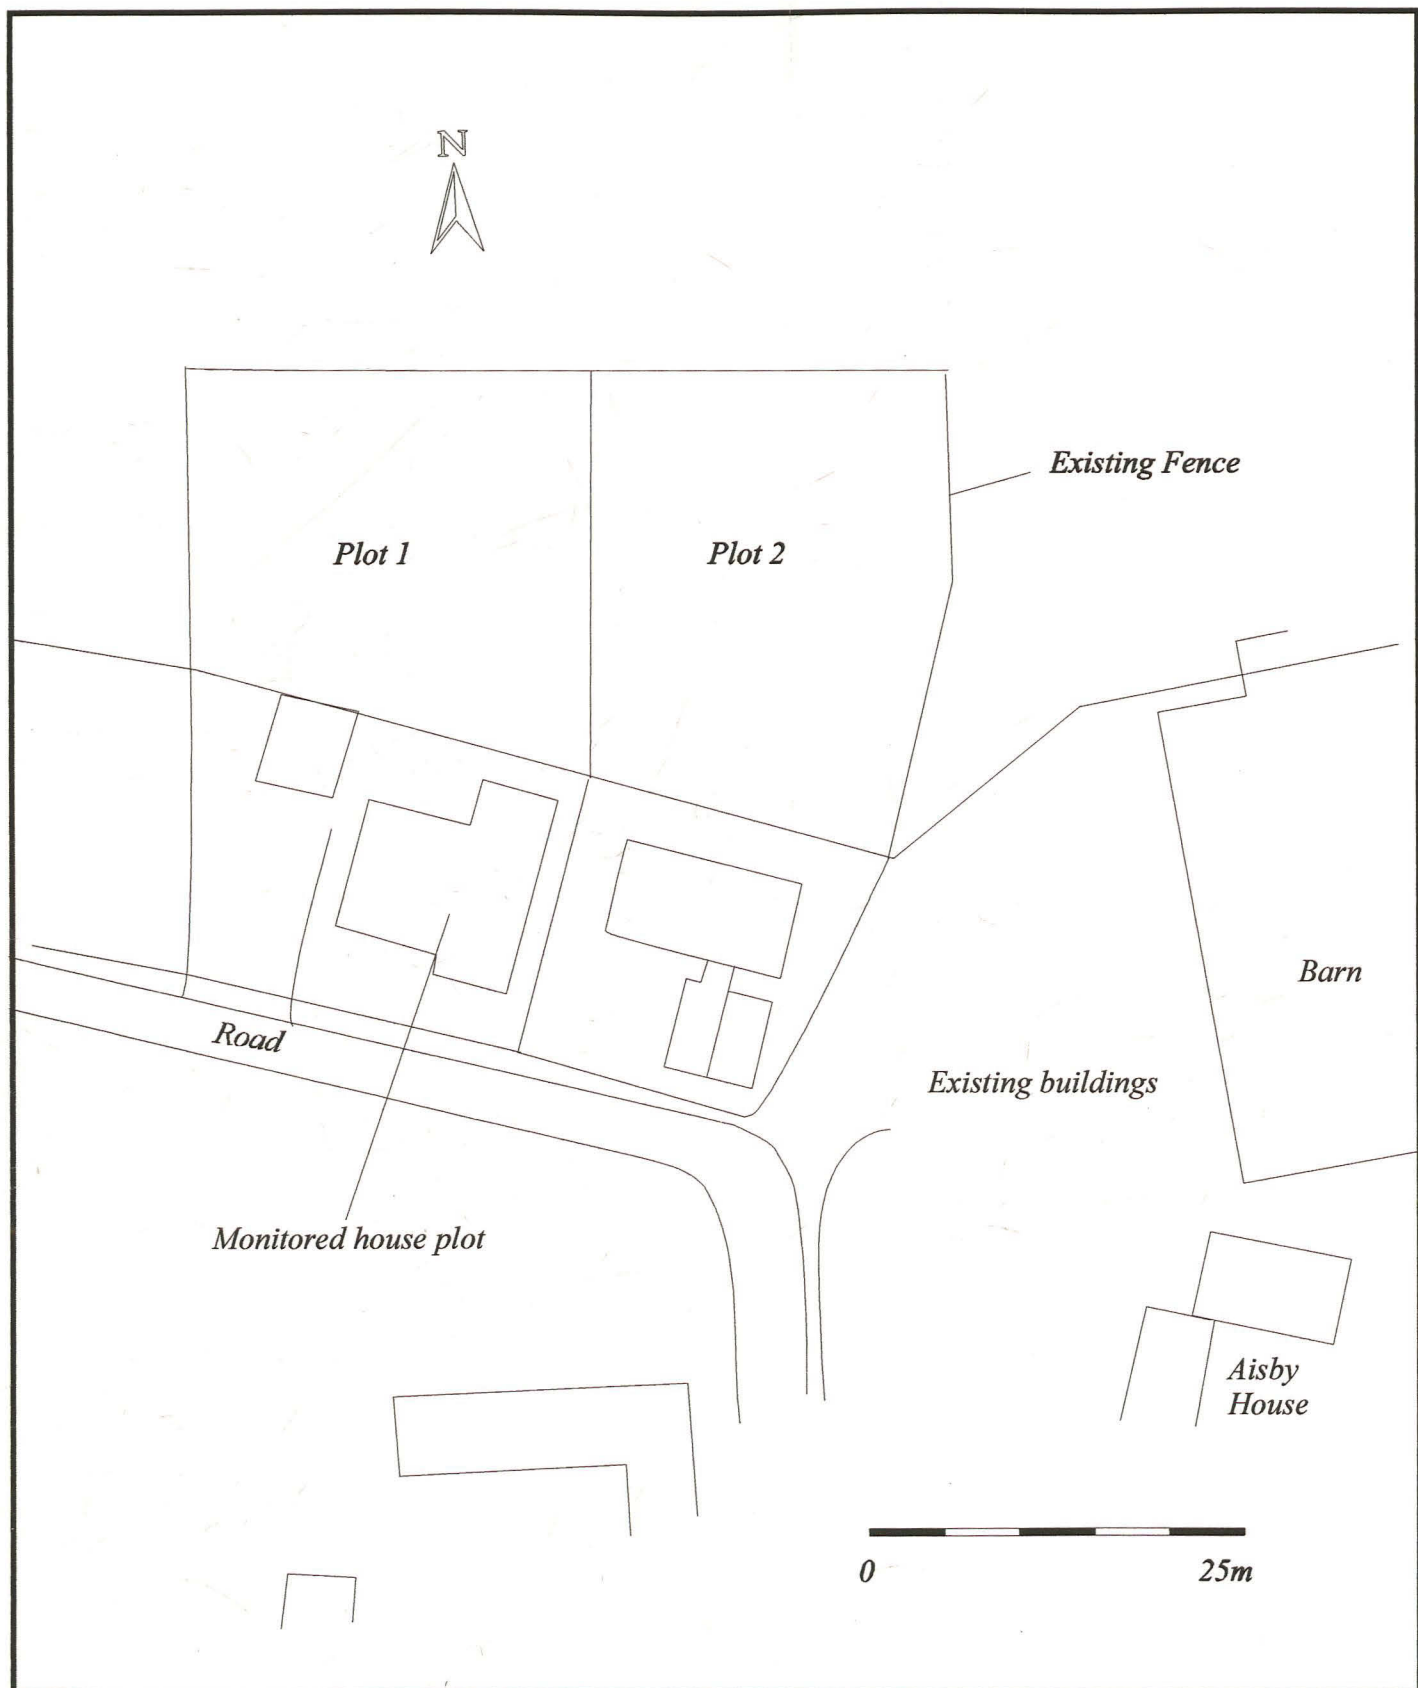 N
Existing Fence
Plot 1
Plot 2
Barn
Road
Existing buildings
Monitored house plot
Aisby
House
0
25m